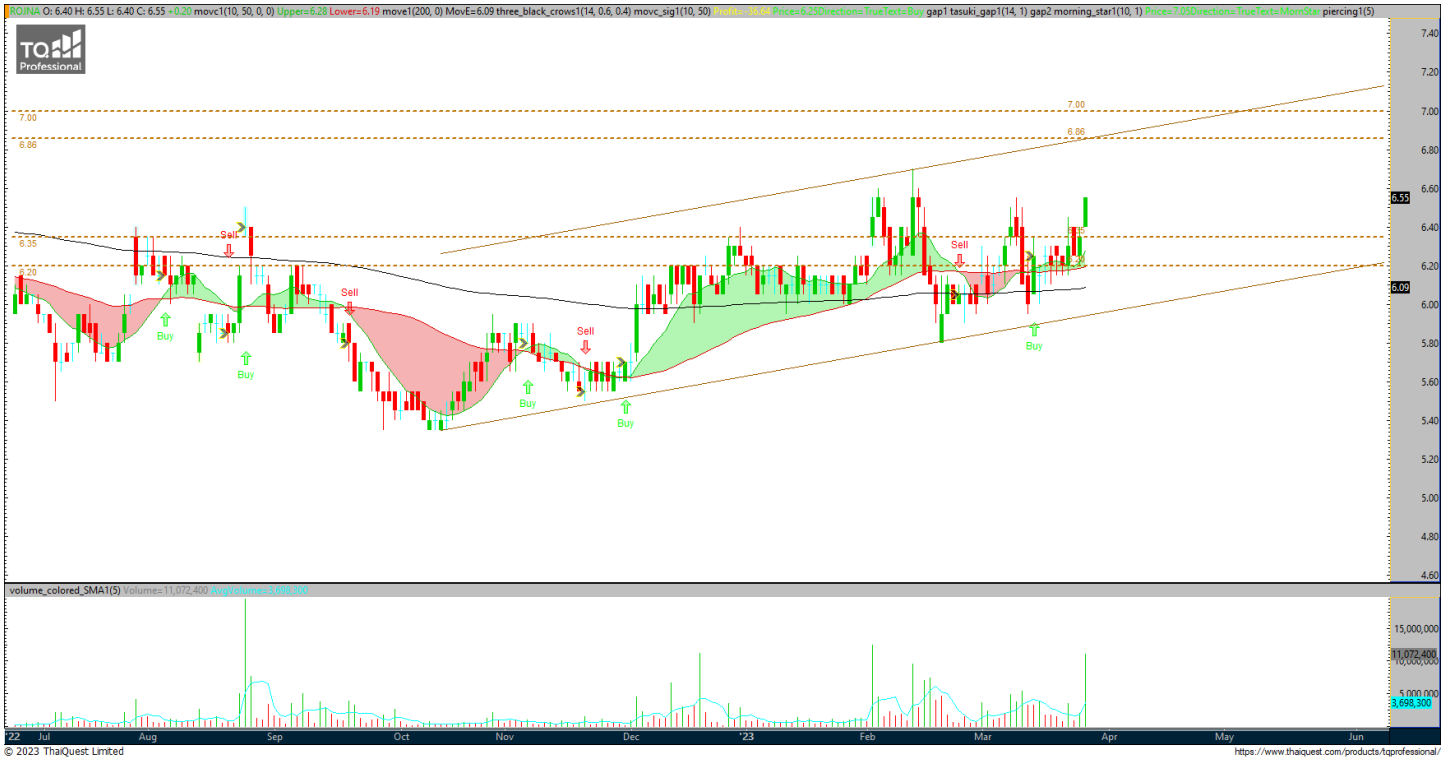 ROJNA O: 6.40 H: 6.55 L: 6.40 C: 6.55 +0.20 movc1(10, 50, 0, 0) Upper=6.28 Lower=6.19 move1(200, 0) MovE=6.09 three_black_crows1(14, 0.6, 0.4) movc_sig1(10, 50) Profit= -36.64 Price=6.25Direction=TrueText=Buy gap1 tasuki_gap1(14, 1) gap2 morning_star1(10, 1) Price=7.05Direction=TrueText=MornStar piercing1(5)
TQ
Professional
7.40
7.20
7.00
7.00
7.00
6.86
6.86
6.80
6.60
6.55
6.40
Sell
6.35
Sell
6.20
6.20
6.09
Sell
6.00
Buy
Sell
5.80
Buy
Buy
5.60
Buy
Buy
5.40
5.20
5.00
4.80
4.60
volume_colored_SMA1(5) Volume=11,072,400 AvgVolume=3,698,300
15,000,000
11,072,400
10,000,000
5,000,000
3,698,300
'22 Jul Aug Sep Oct Nov Dec '23 Feb Mar Apr May Jun
© 2023 ThaiQuest Limited https://www.thaiquest.com/products/tqprofessional/